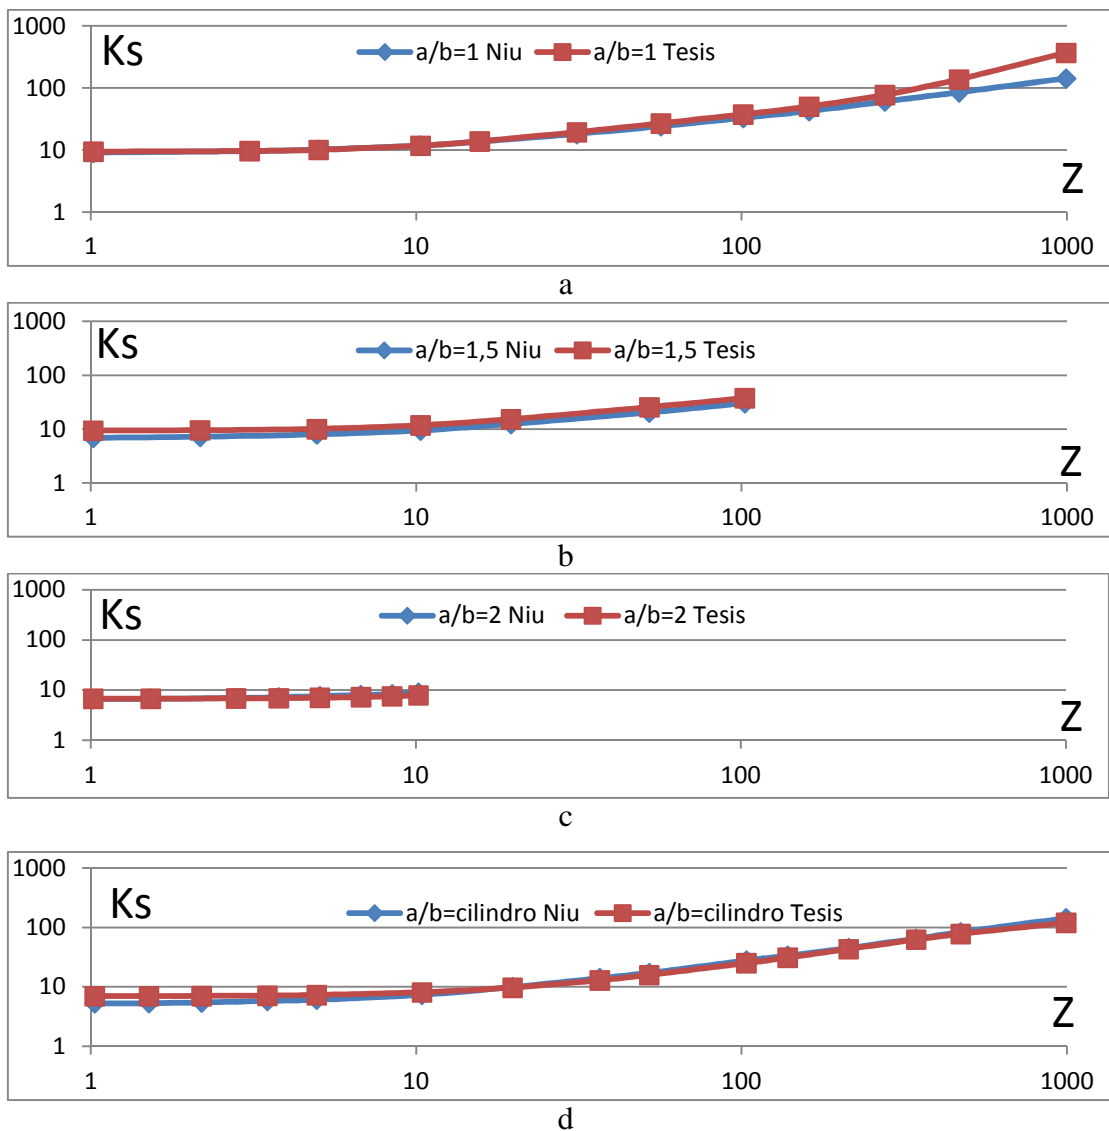 1000
Ks
a/b=1 Niu
a/b=1 Tesis
100
10
Z
1
1 10 100 1000
a
1000
Ks
a/b=1,5 Niu
a/b=1,5 Tesis
100
10
Z
1
1 10 100 1000
b
1000
Ks
a/b=2 Niu
a/b=2 Tesis
100
10
Z
1
1 10 100 1000
c
1000
Ks
a/b=cilindro Niu
a/b=cilindro Tesis
100
10
Z
1
1 10 100 1000
d